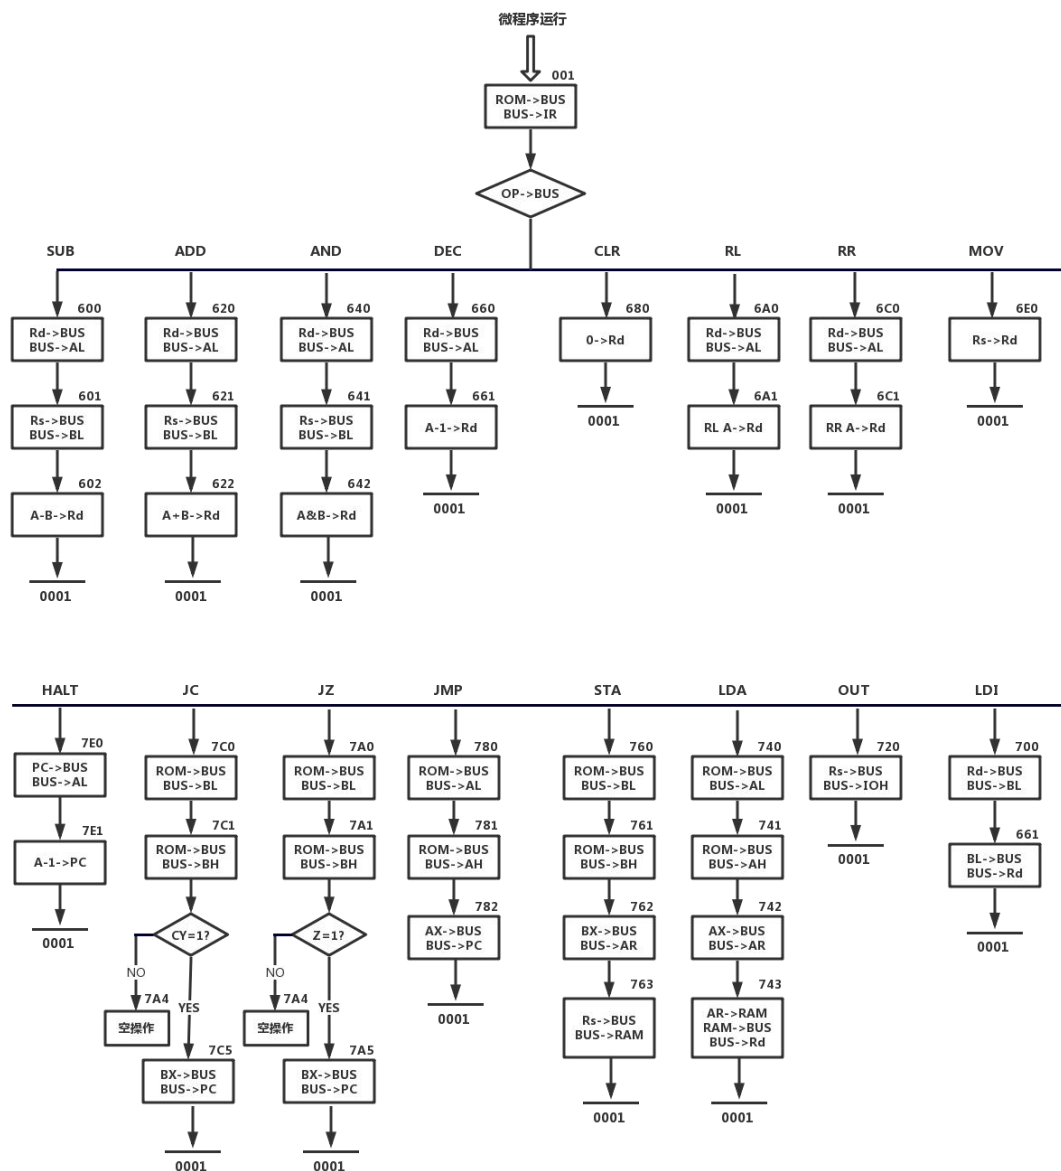 微程序运行
001
ROM->BUS
BUS->IR
OP->BUS
SUB ADD AND DEC CLR RL RR MOV
600 620 640 660 680 6A0 6C0 6E0
Rd->BUS Rd->BUS Rd->BUS Rd->BUS 0->Rd Rd->BUS Rd->BUS Rs->Rd
BUS->AL BUS->AL BUS->AL BUS->AL BUS->AL BUS->AL
601 621 641 661 6A1 6C1
Rs->BUS Rs->BUS Rs->BUS A-1->Rd 0001 RL A->Rd RR A->Rd 0001
BUS->BL BUS->BL BUS->BL
602 622 642
A-B->Rd A+B->Rd A&B->Rd 0001 0001 0001
0001 0001 0001
HALT JC JZ JMP STA LDA OUT LDI
7E0 7C0 7A0 780 760 740 720 700
PC->BUS ROM->BUS ROM->BUS ROM->BUS ROM->BUS ROM->BUS Rs->BUS Rd->BUS
BUS->AL BUS->BL BUS->BL BUS->AL BUS->BL BUS->AL BUS->IOH BUS->BL
7E1 7C1 7A1 781 761 741 661
A-1->PC ROM->BUS ROM->BUS ROM->BUS ROM->BUS ROM->BUS 0001 BL->BUS
BUS->BH BUS->BH BUS->AH BUS->BH BUS->AH BUS->Rd
782 762 742
0001 CY=1? Z=1? AX->BUS BX->BUS AX->BUS 0001
BUS->PC BUS->AR BUS->AR
NO NO
7A4 YES 7A4 YES 763 743
空操作 空操作 0001 Rs->BUS AR->RAM
BUS->RAM RAM->BUS
BUS->Rd
7C5 7A5
BX->BUS BX->BUS
BUS->PC BUS->PC
0001 0001
0001 0001